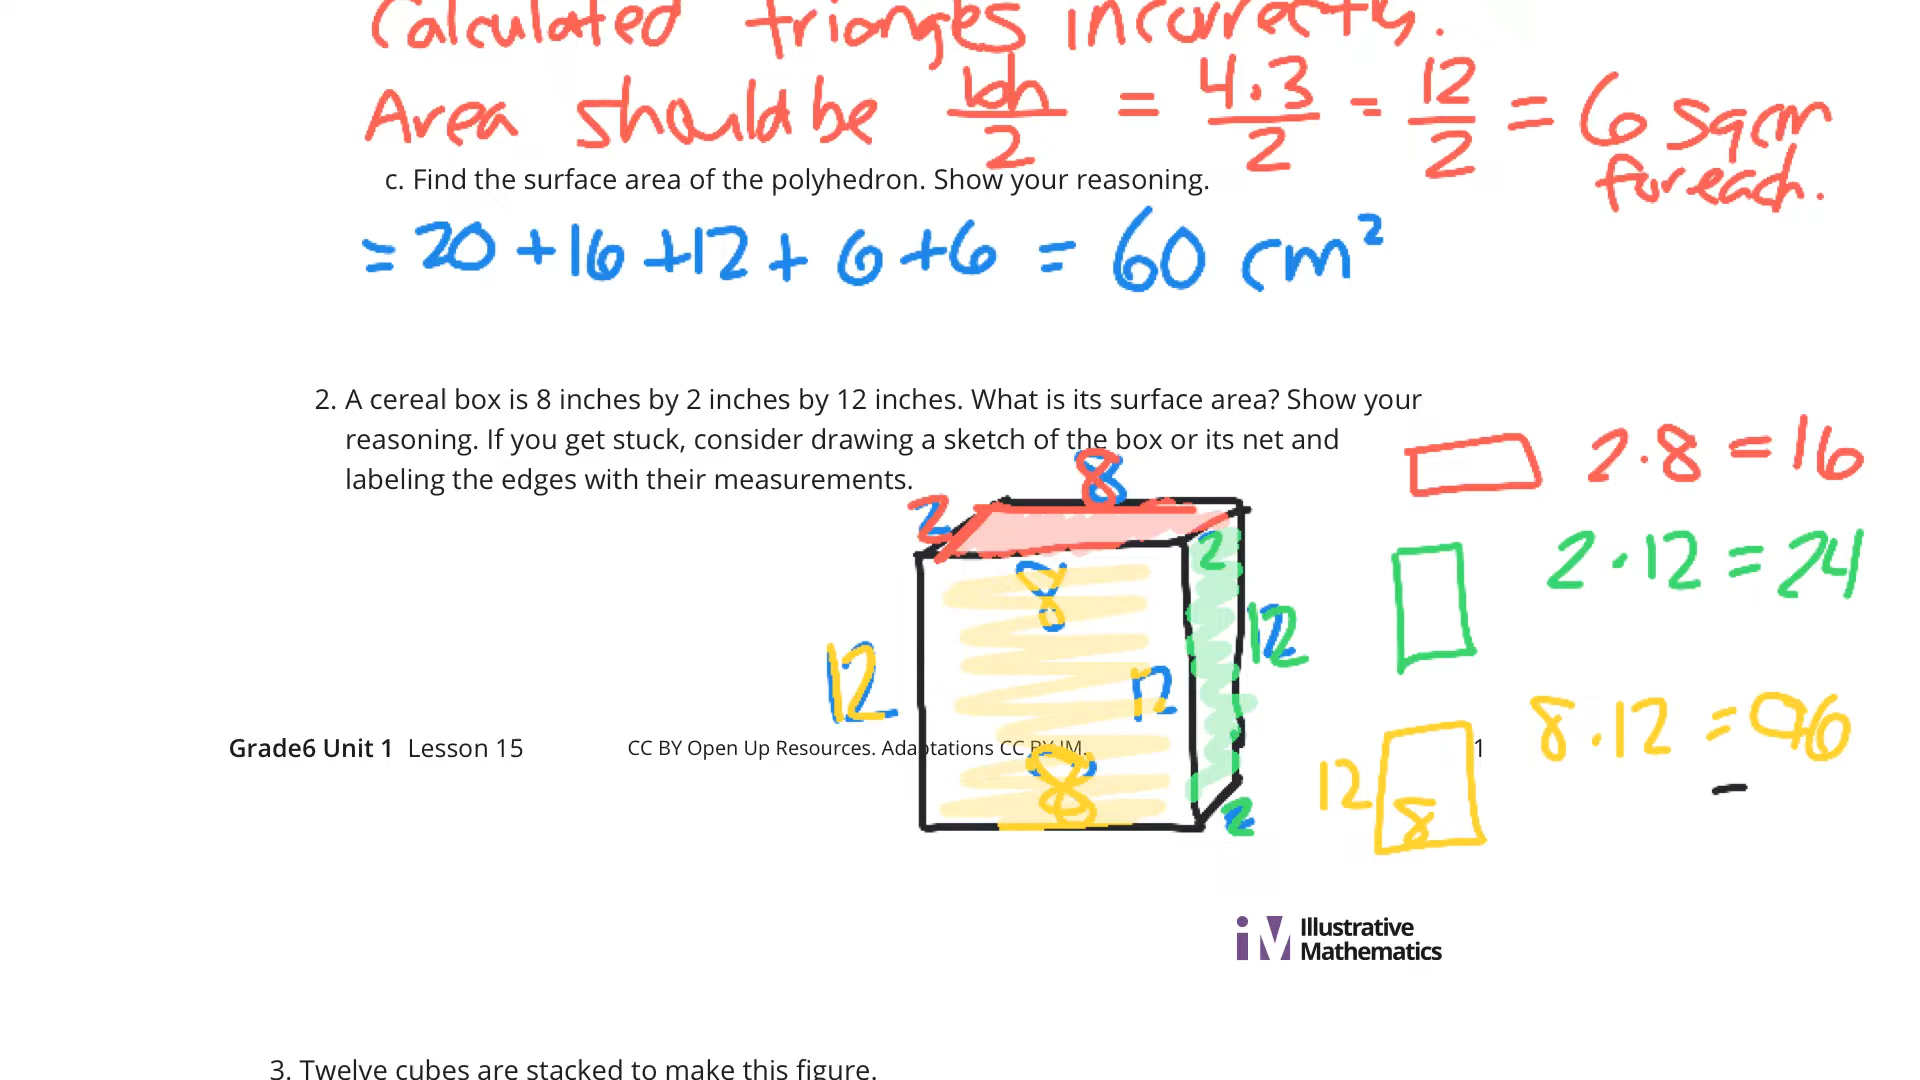 Calculated triangles incorrectly.
Area should be bh/2 = 4·3/2 = 12/2 = 6 sq cm
for each.
c. Find the surface area of the polyhedron. Show your reasoning.
= 20 + 16 + 12 + 6 + 6 = 60 cm²
2. A cereal box is 8 inches by 2 inches by 12 inches. What is its surface area? Show your
reasoning. If you get stuck, consider drawing a sketch of the box or its net and
labeling the edges with their measurements.
8
2
8
2
12
12
12
8
2
2·8 = 16
2·12 = 24
8·12 = 96
12
8
Grade6 Unit 1 Lesson 15
CC BY Open Up Resources. Adaptations CC BY IM.
1
Illustrative
Mathematics
3. Twelve cubes are stacked to make this figure.